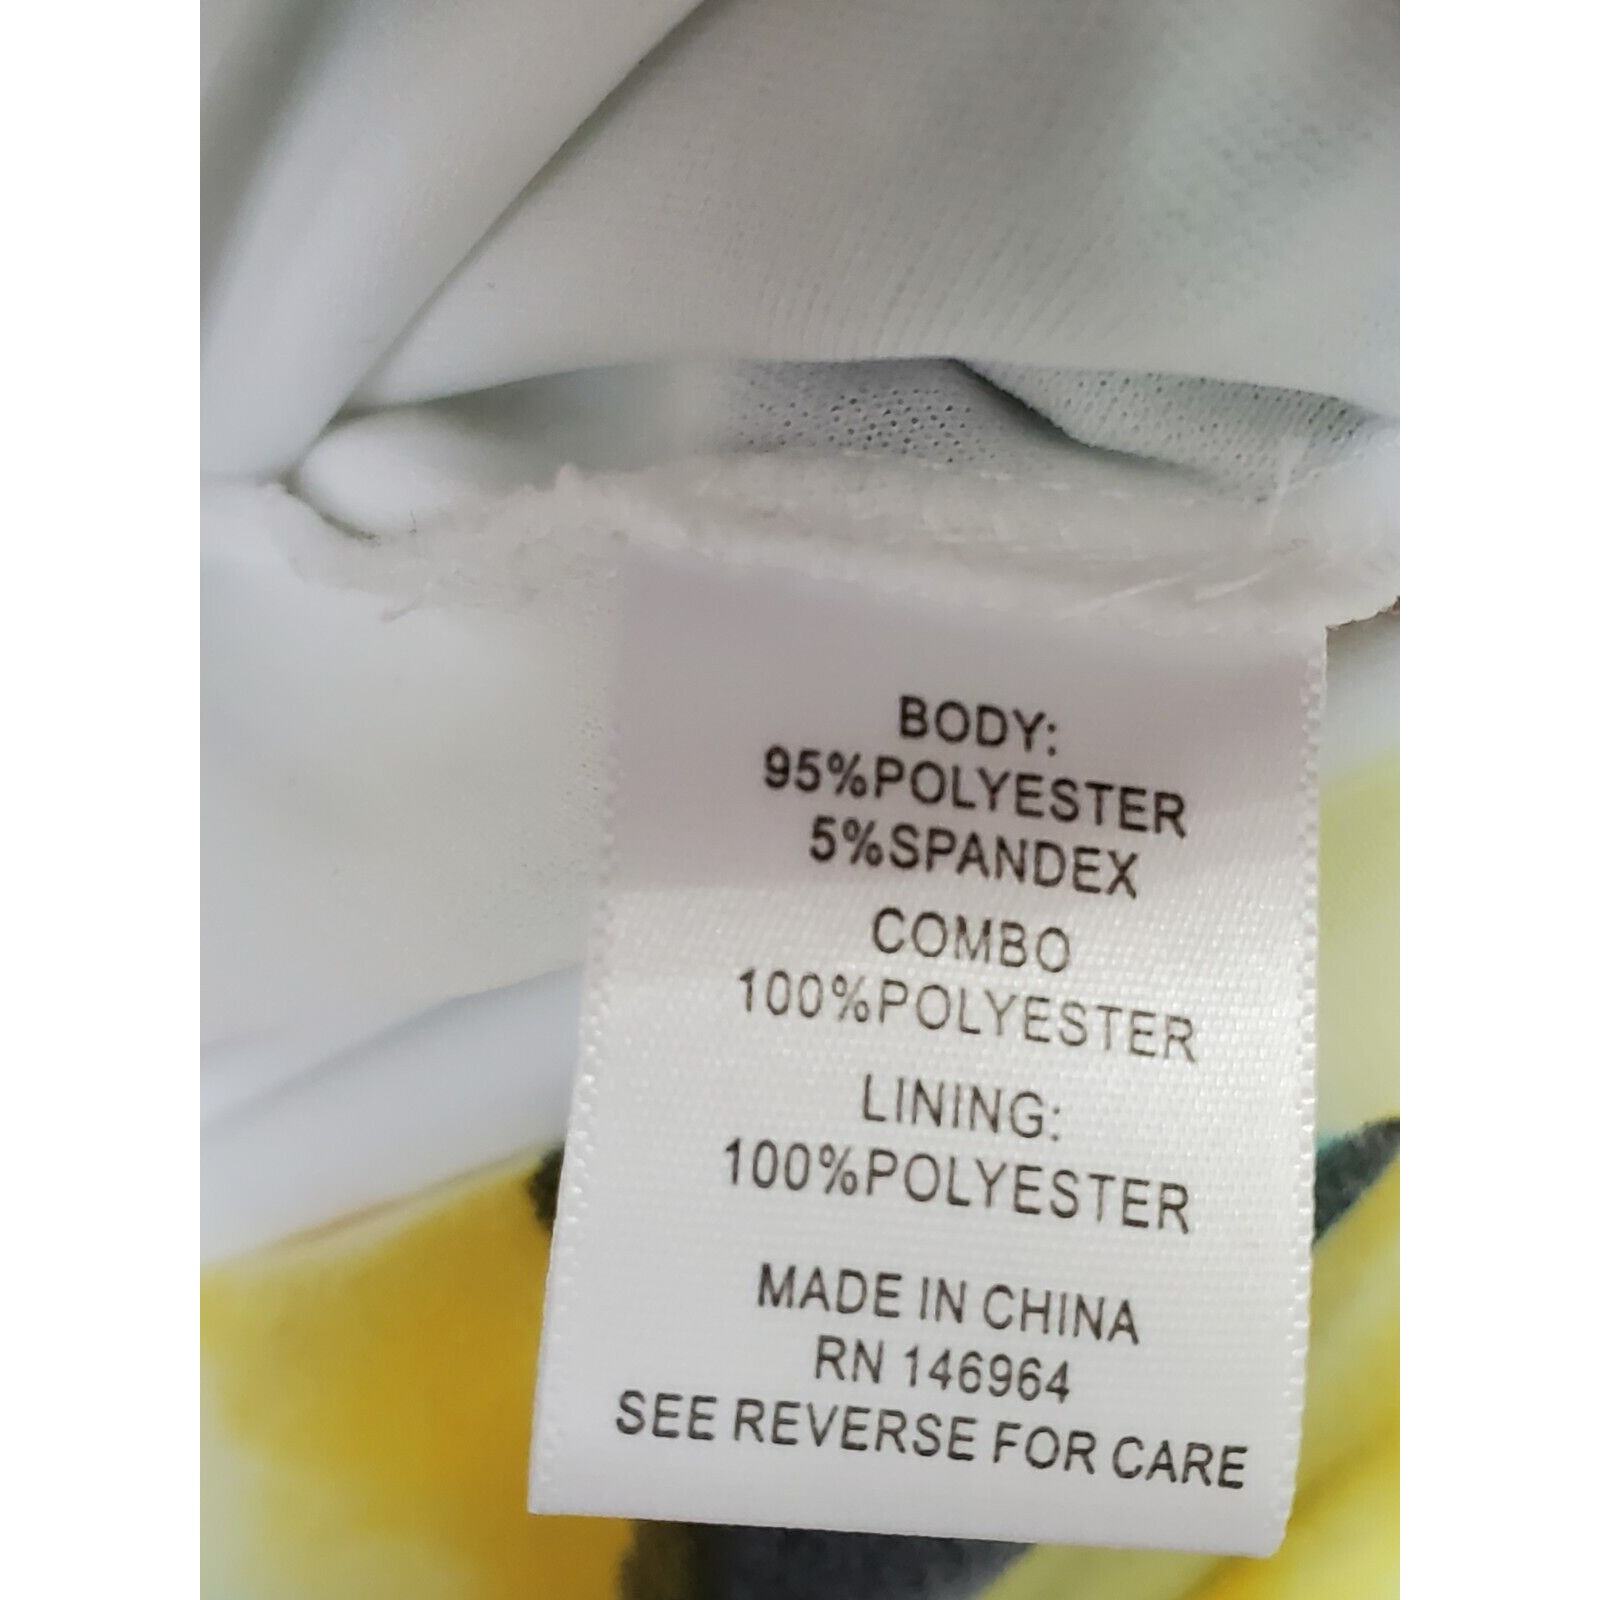 BODY:
95%POLYESTER
5%SPANDEX
COMBO
100%POLYESTER
LINING:
100%POLYESTER
MADE IN CHINA
RN 146964
SEE REVERSE FOR CARE